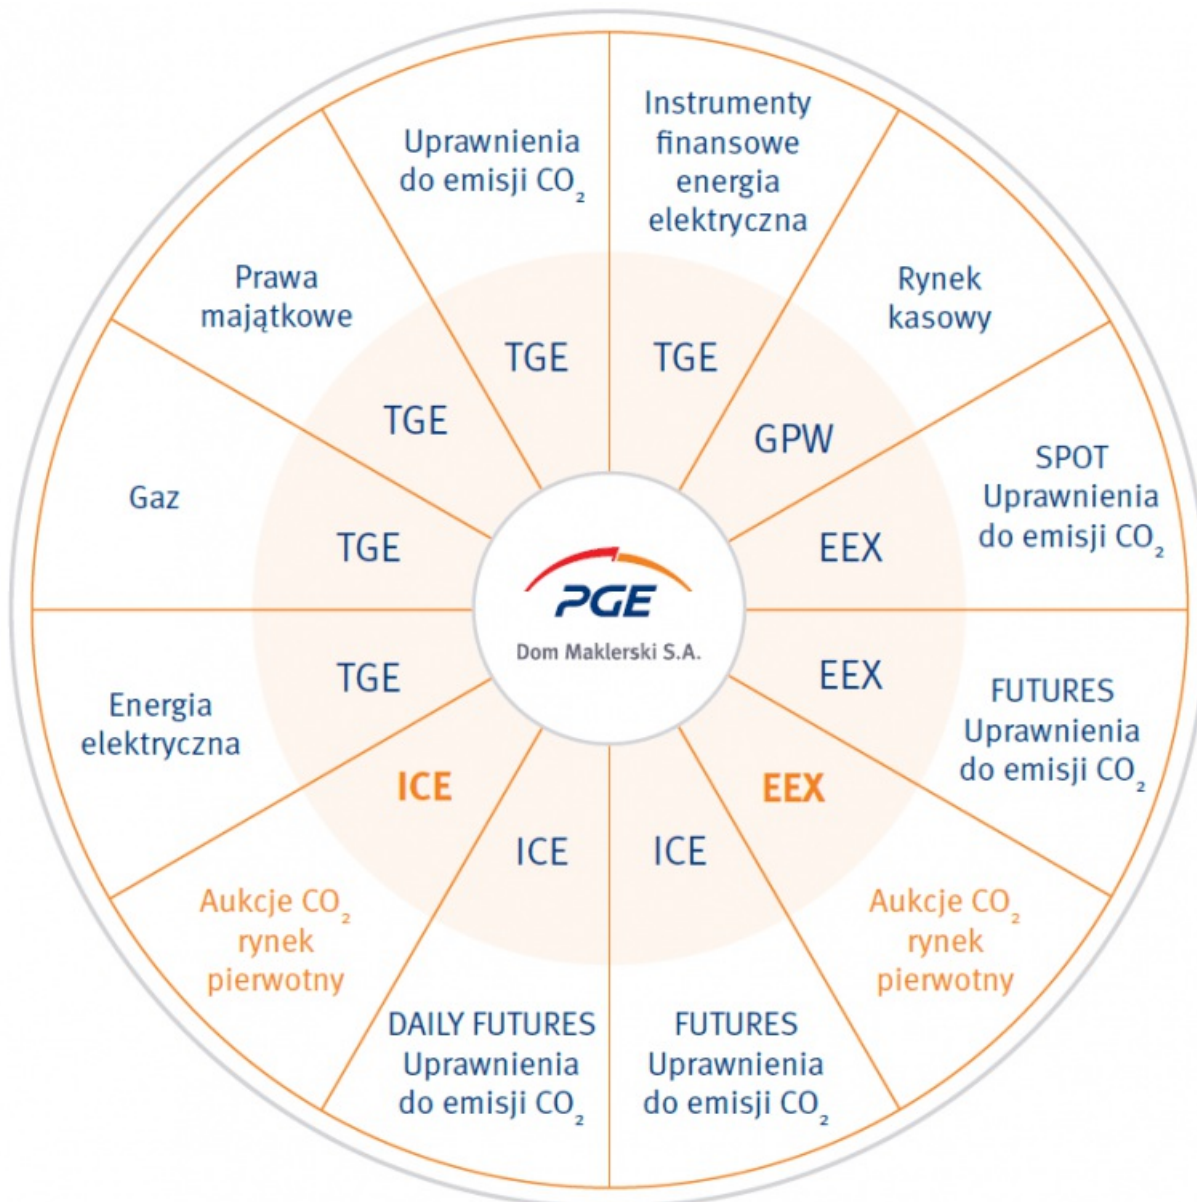 Instrumenty
finansowe
energia
elektryczna
TGE
Rynek
kasowy
GPW
SPOT
Uprawnienia
do emisji CO₂
EEX
FUTURES
Uprawnienia
do emisji CO₂
EEX
Aukcje CO₂
rynek
pierwotny
EEX
FUTURES
Uprawnienia
do emisji CO₂
ICE
DAILY FUTURES
Uprawnienia
do emisji CO₂
ICE
Aukcje CO₂
rynek
pierwotny
ICE
Energia
elektryczna
TGE
Gaz
TGE
Prawa
majątkowe
TGE
Uprawnienia
do emisji CO₂
TGE
PGE
Dom Maklerski S.A.